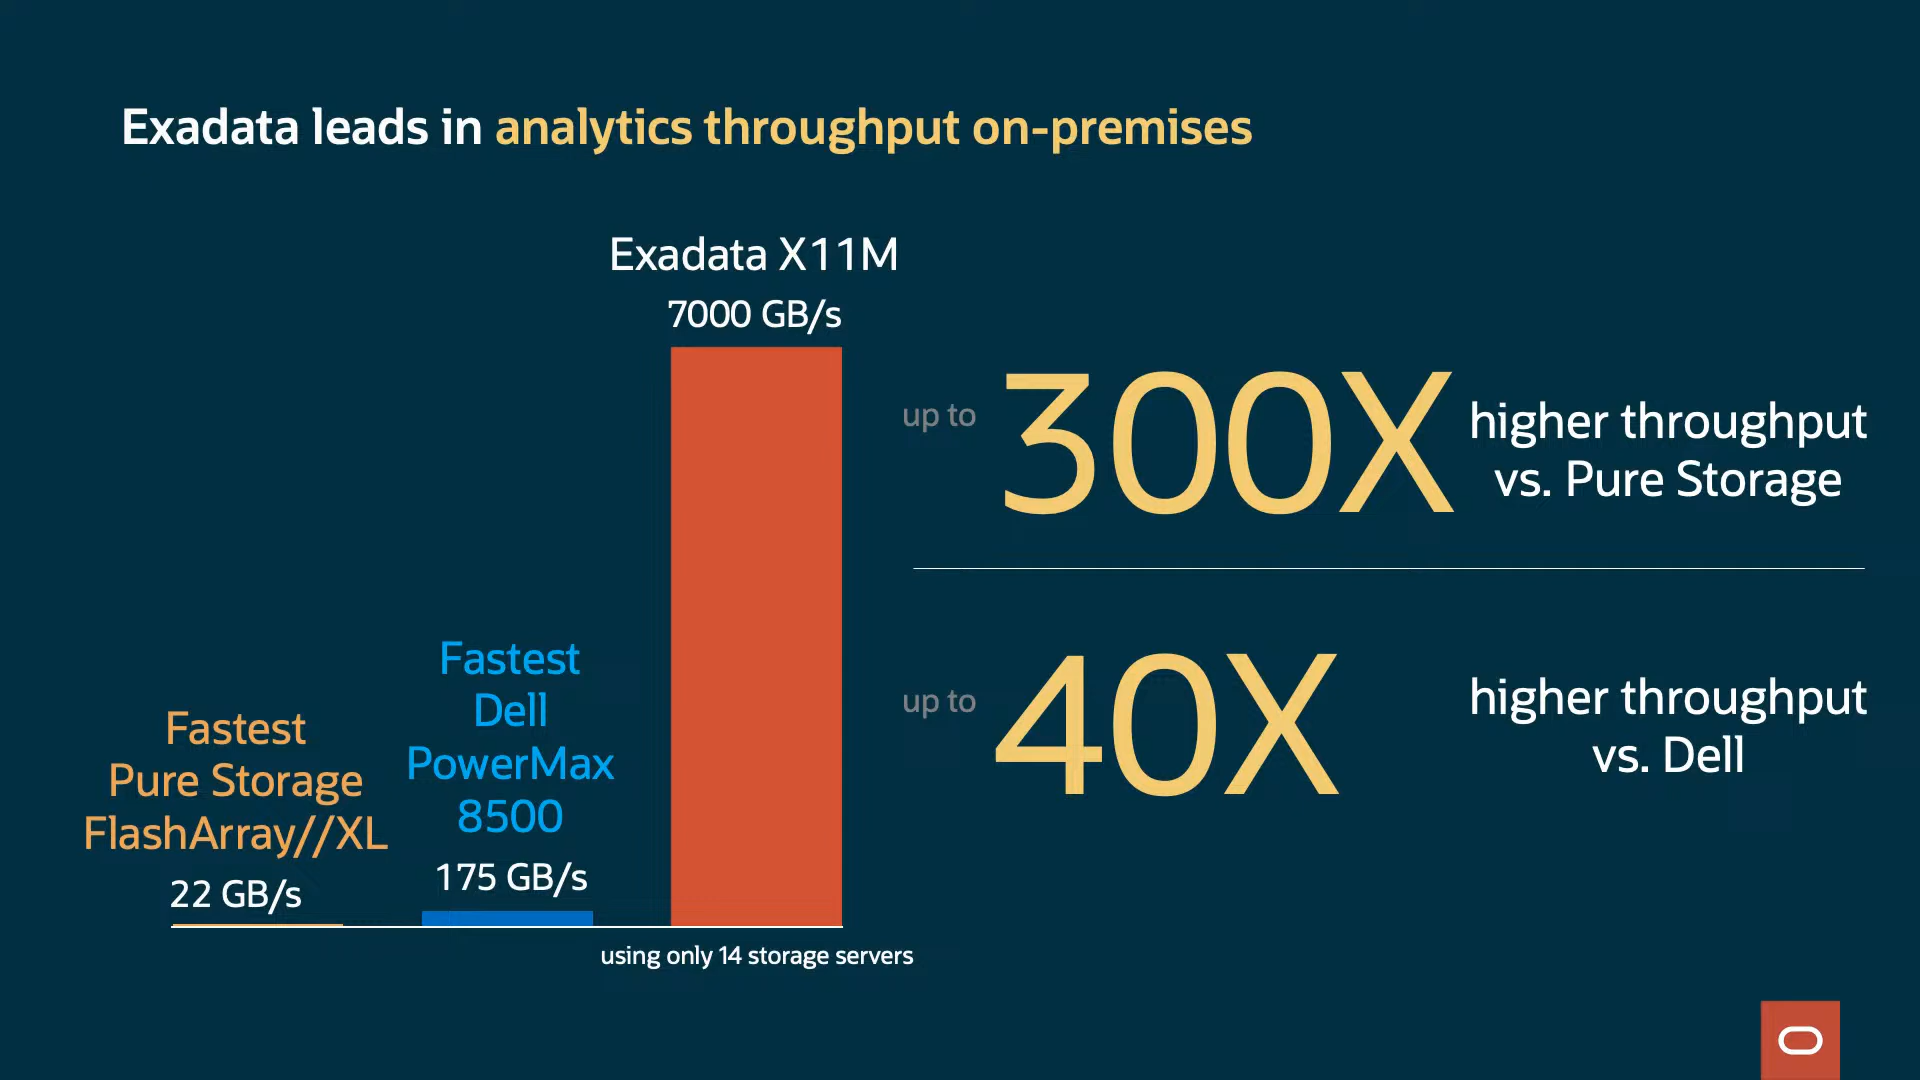 Exadata leads in analytics throughput on-premises
Exadata X11M
7000 GB/s
up to
300X
higher throughput
vs. Pure Storage
Fastest
Dell
PowerMax
8500
175 GB/s
Fastest
Pure Storage
FlashArray//XL
22 GB/s
up to
40X
higher throughput
vs. Dell
using only 14 storage servers